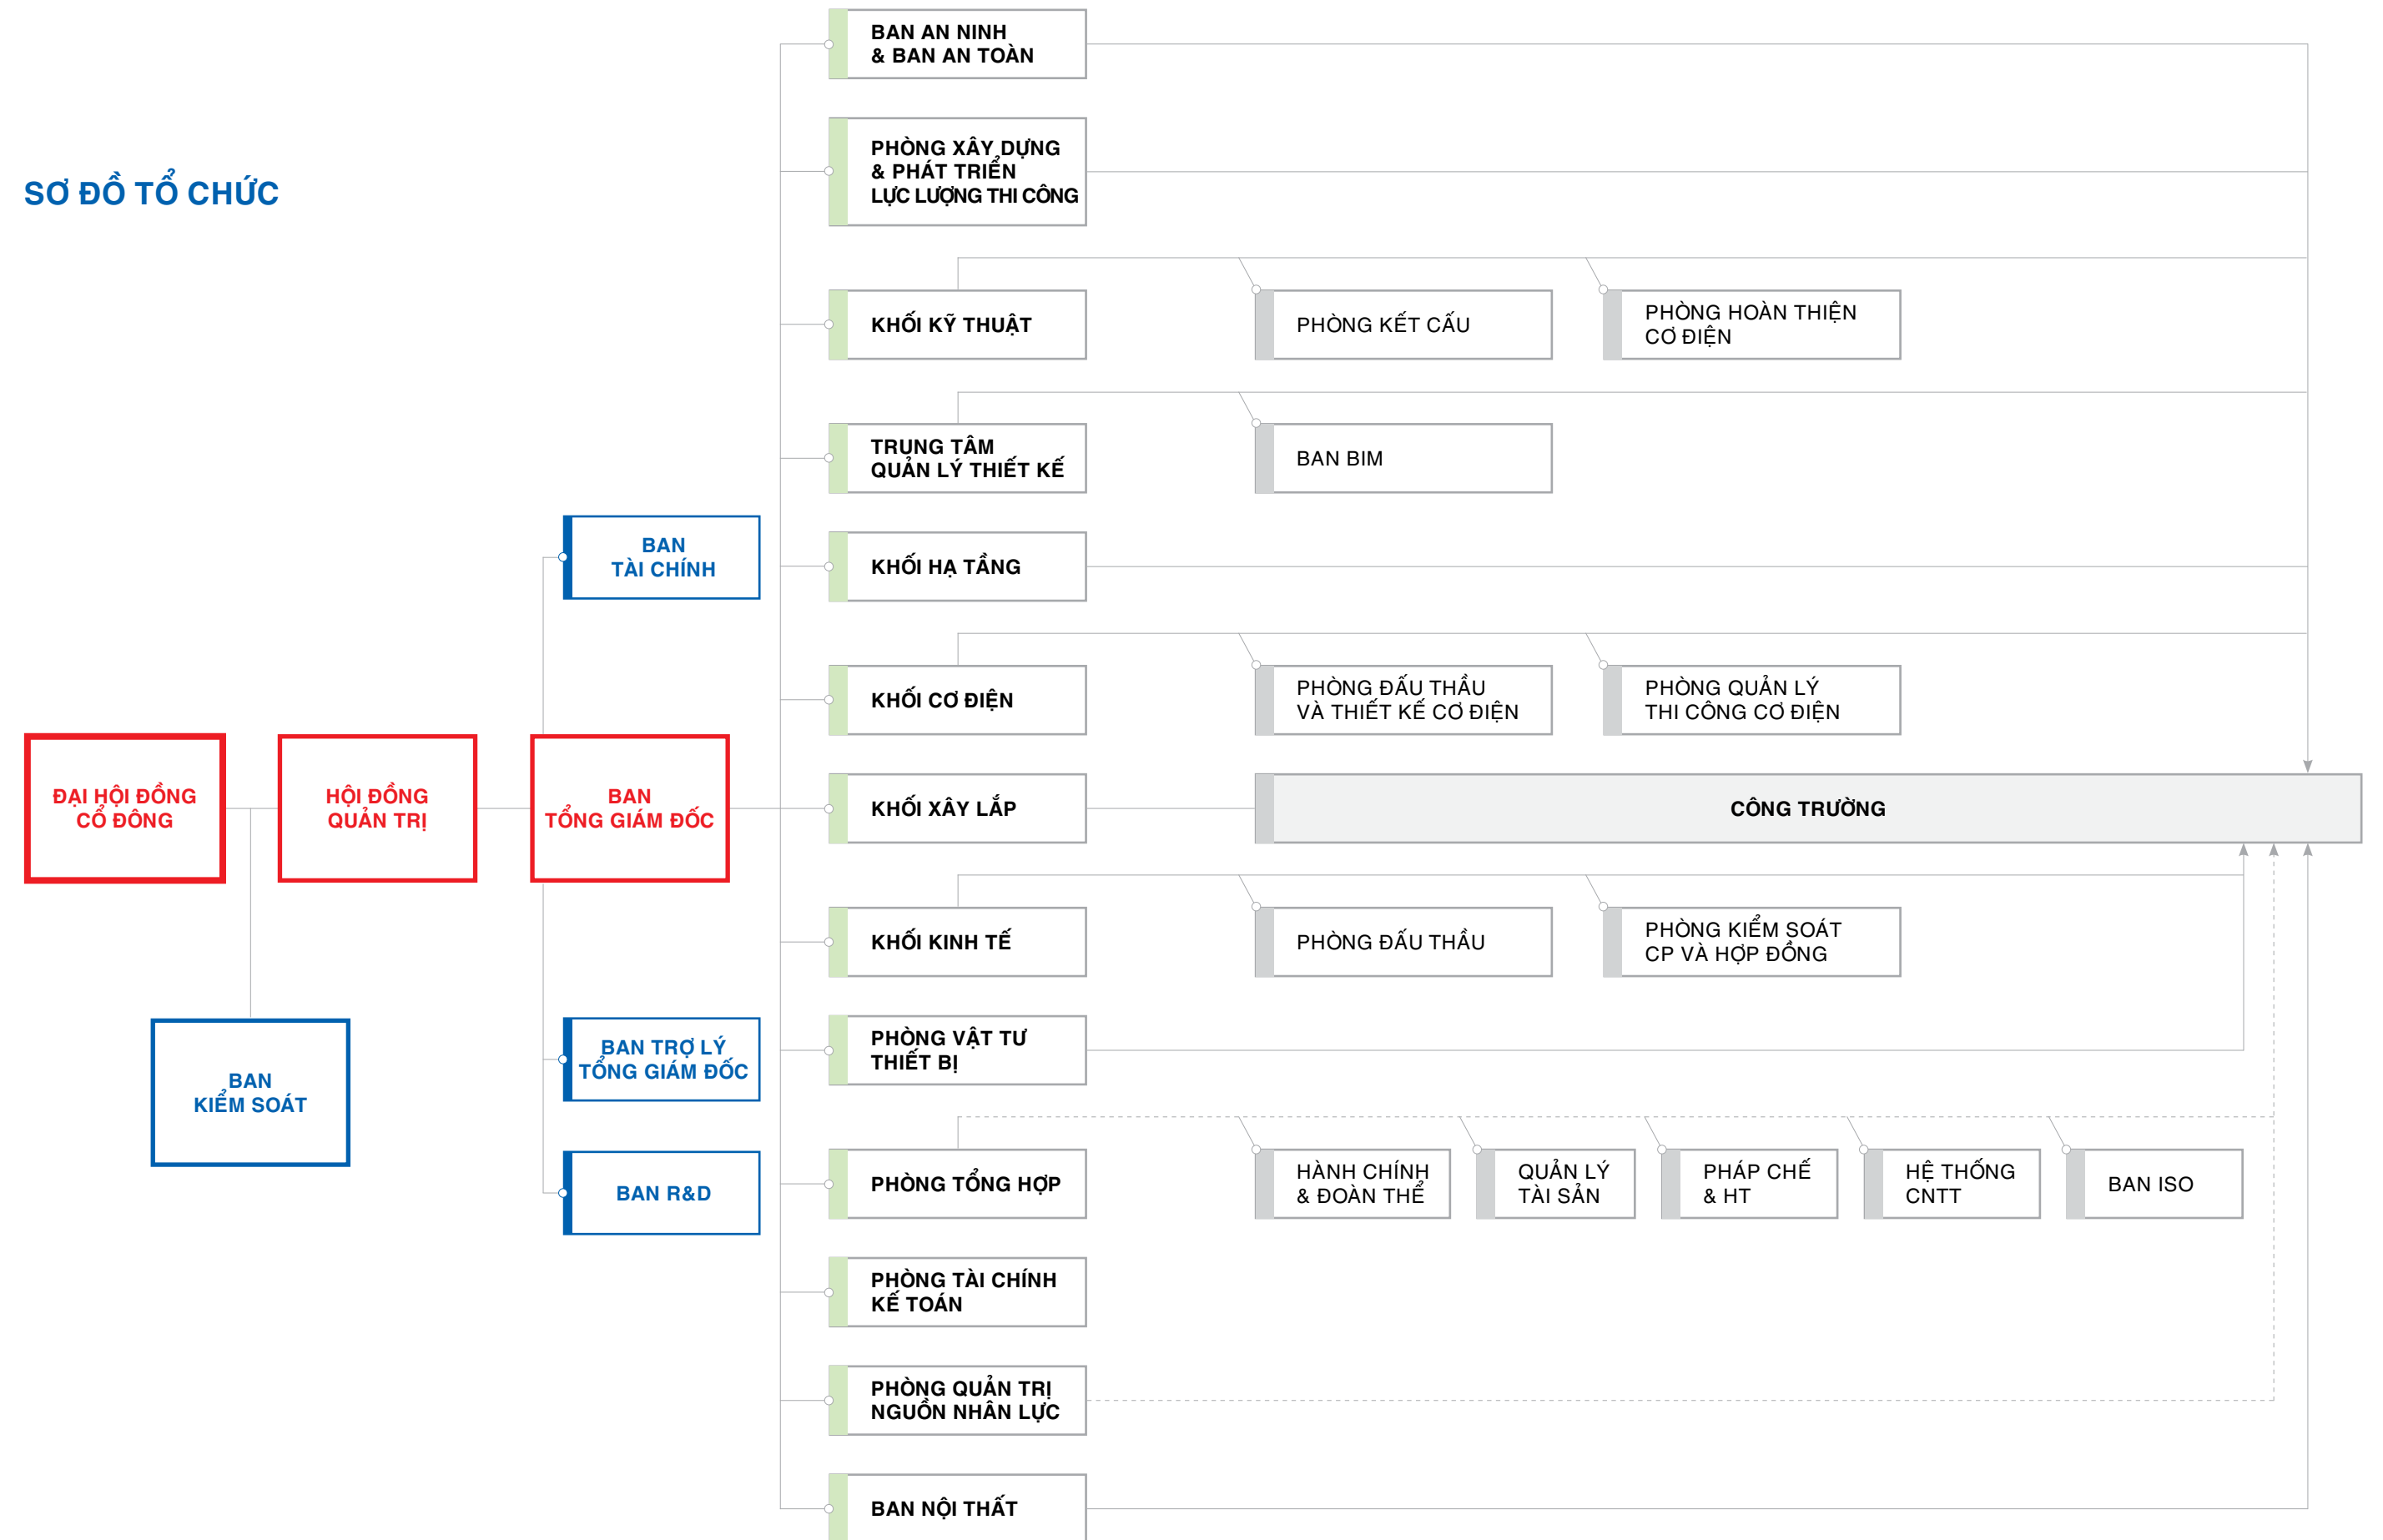 SƠ ĐỒ TỔ CHỨC
ĐẠI HỘI ĐỒNG
CỔ ĐÔNG
HỘI ĐỒNG
QUẢN TRỊ
BAN
TỔNG GIÁM ĐỐC
BAN
KIỂM SOÁT
BAN
TÀI CHÍNH
BAN TRỢ LÝ
TỔNG GIÁM ĐỐC
BAN R&D
BAN AN NINH
& BAN AN TOÀN
PHÒNG XÂY DỰNG
& PHÁT TRIỂN
LỰC LƯỢNG THI CÔNG
KHỐI KỸ THUẬT
PHÒNG KẾT CẤU
PHÒNG HOÀN THIỆN
CƠ ĐIỆN
TRUNG TÂM
QUẢN LÝ THIẾT KẾ
BAN BIM
KHỐI HẠ TẦNG
KHỐI CƠ ĐIỆN
PHÒNG ĐẤU THẦU
VÀ THIẾT KẾ CƠ ĐIỆN
PHÒNG QUẢN LÝ
THI CÔNG CƠ ĐIỆN
KHỐI XÂY LẮP
CÔNG TRƯỜNG
KHỐI KINH TẾ
PHÒNG ĐẤU THẦU
PHÒNG KIỂM SOÁT
CP VÀ HỢP ĐỒNG
PHÒNG VẬT TƯ
THIẾT BỊ
PHÒNG TỔNG HỢP
HÀNH CHÍNH
& ĐOÀN THỂ
QUẢN LÝ
TÀI SẢN
PHÁP CHẾ
& HT
HỆ THỐNG
CNTT
BAN ISO
PHÒNG TÀI CHÍNH
KẾ TOÁN
PHÒNG QUẢN TRỊ
NGUỒN NHÂN LỰC
BAN NỘI THẤT